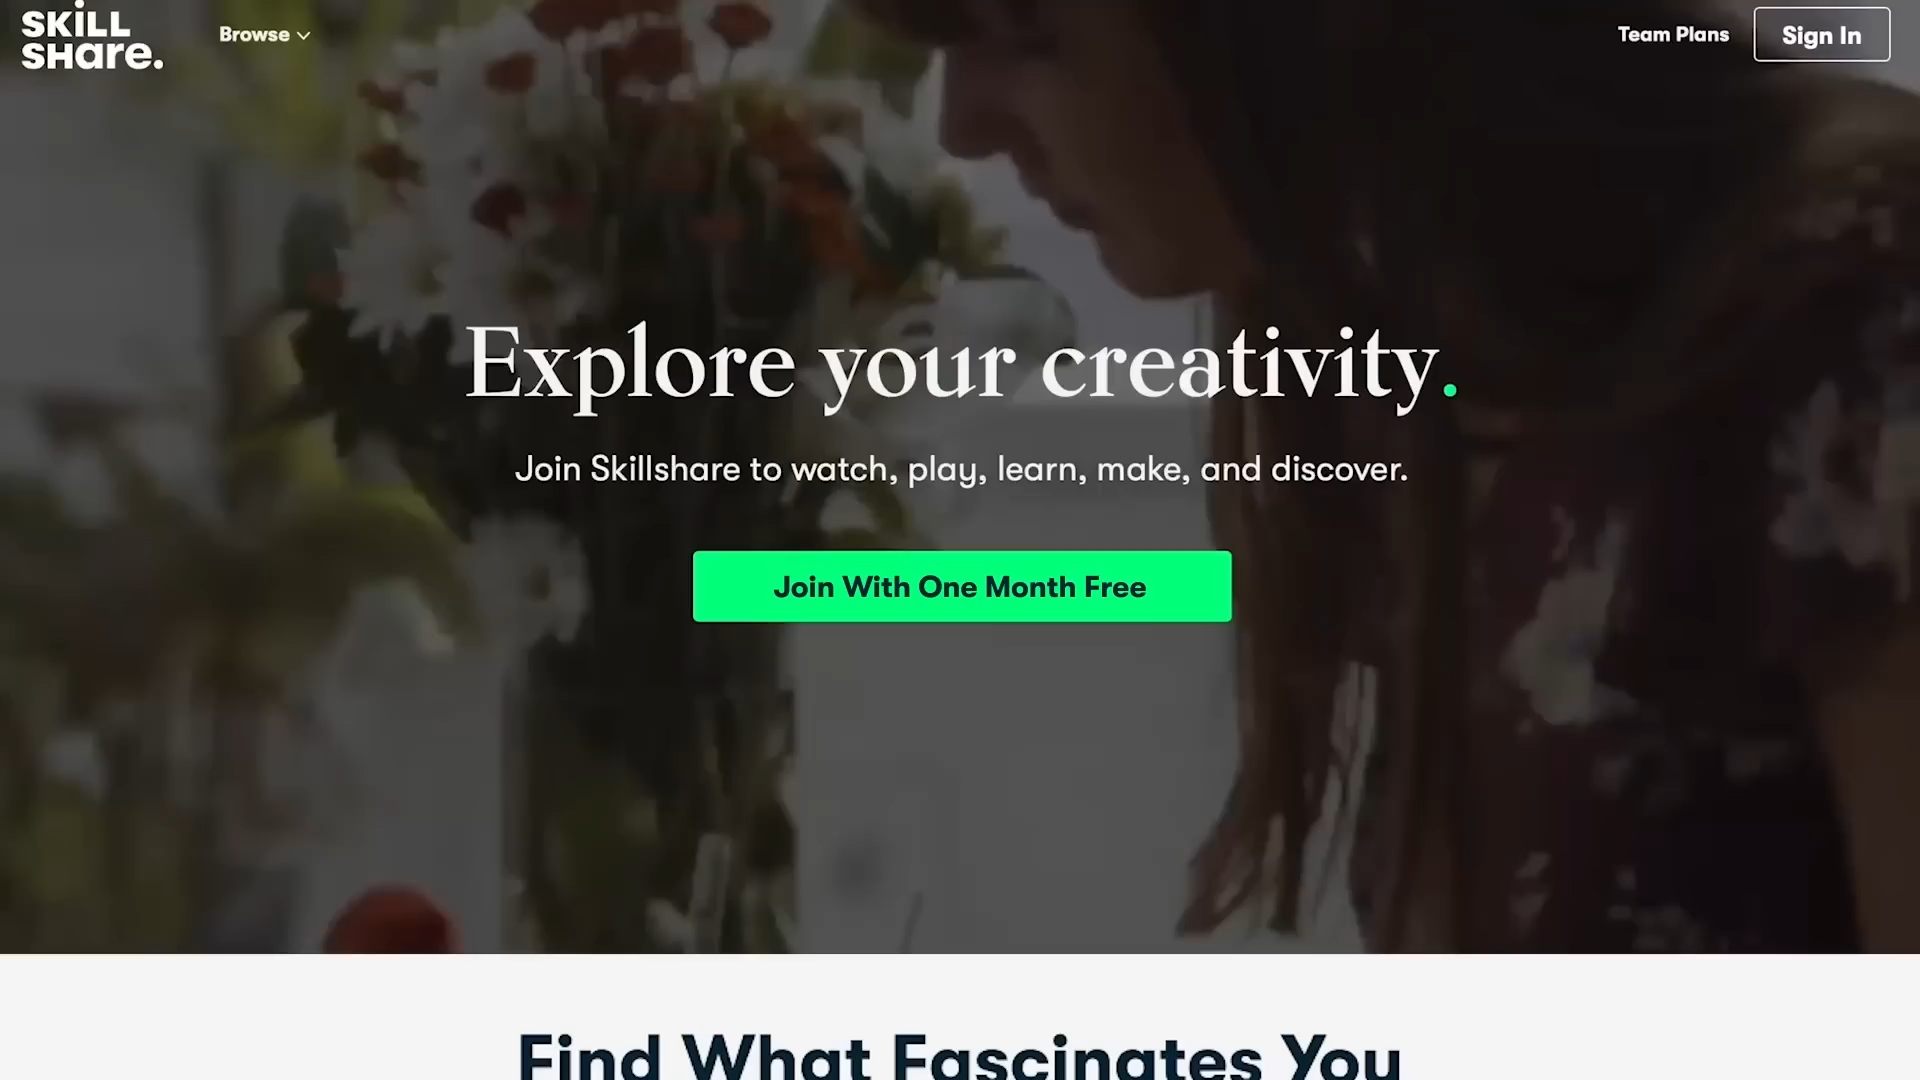 SKiLL
SHare.
Browse
Team Plans
Sign In
Explore your creativity.
Join Skillshare to watch, play, learn, make, and discover.
Join With One Month Free
Find What Fascinates You